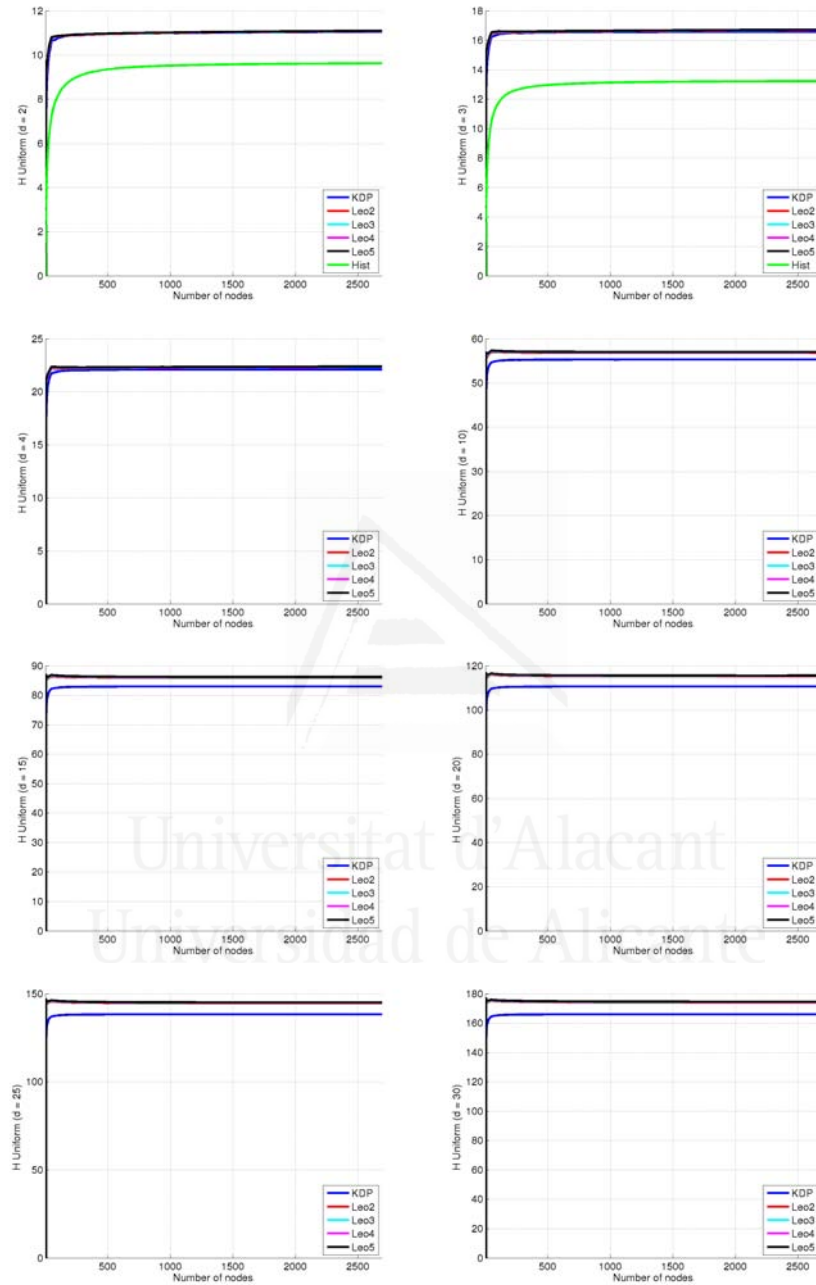 12
10
8
6
4
2
0
H Uniform (d = 2)
500 1000 1500 2000 2500
Number of nodes
KDP
Leo2
Leo3
Leo4
Leo5
Hist
18
16
14
12
10
8
6
4
2
0
H Uniform (d = 3)
500 1000 1500 2000 2500
Number of nodes
KDP
Leo2
Leo3
Leo4
Leo5
Hist
25
20
15
10
5
0
H Uniform (d = 4)
500 1000 1500 2000 2500
Number of nodes
KDP
Leo2
Leo3
Leo4
Leo5
60
50
40
30
20
10
0
H Uniform (d = 10)
500 1000 1500 2000 2500
Number of nodes
KDP
Leo2
Leo3
Leo4
Leo5
90
80
70
60
50
40
30
20
10
0
H Uniform (d = 15)
500 1000 1500 2000 2500
Number of nodes
KDP
Leo2
Leo3
Leo4
Leo5
120
100
80
60
40
20
0
H Uniform (d = 20)
500 1000 1500 2000 2500
Number of nodes
KDP
Leo2
Leo3
Leo4
Leo5
Universitat d'Alacant
Universidad de Alicante
150
100
50
0
H Uniform (d = 25)
500 1000 1500 2000 2500
Number of nodes
KDP
Leo2
Leo3
Leo4
Leo5
180
160
140
120
100
80
60
40
20
0
H Uniform (d = 30)
500 1000 1500 2000 2500
Number of nodes
KDP
Leo2
Leo3
Leo4
Leo5